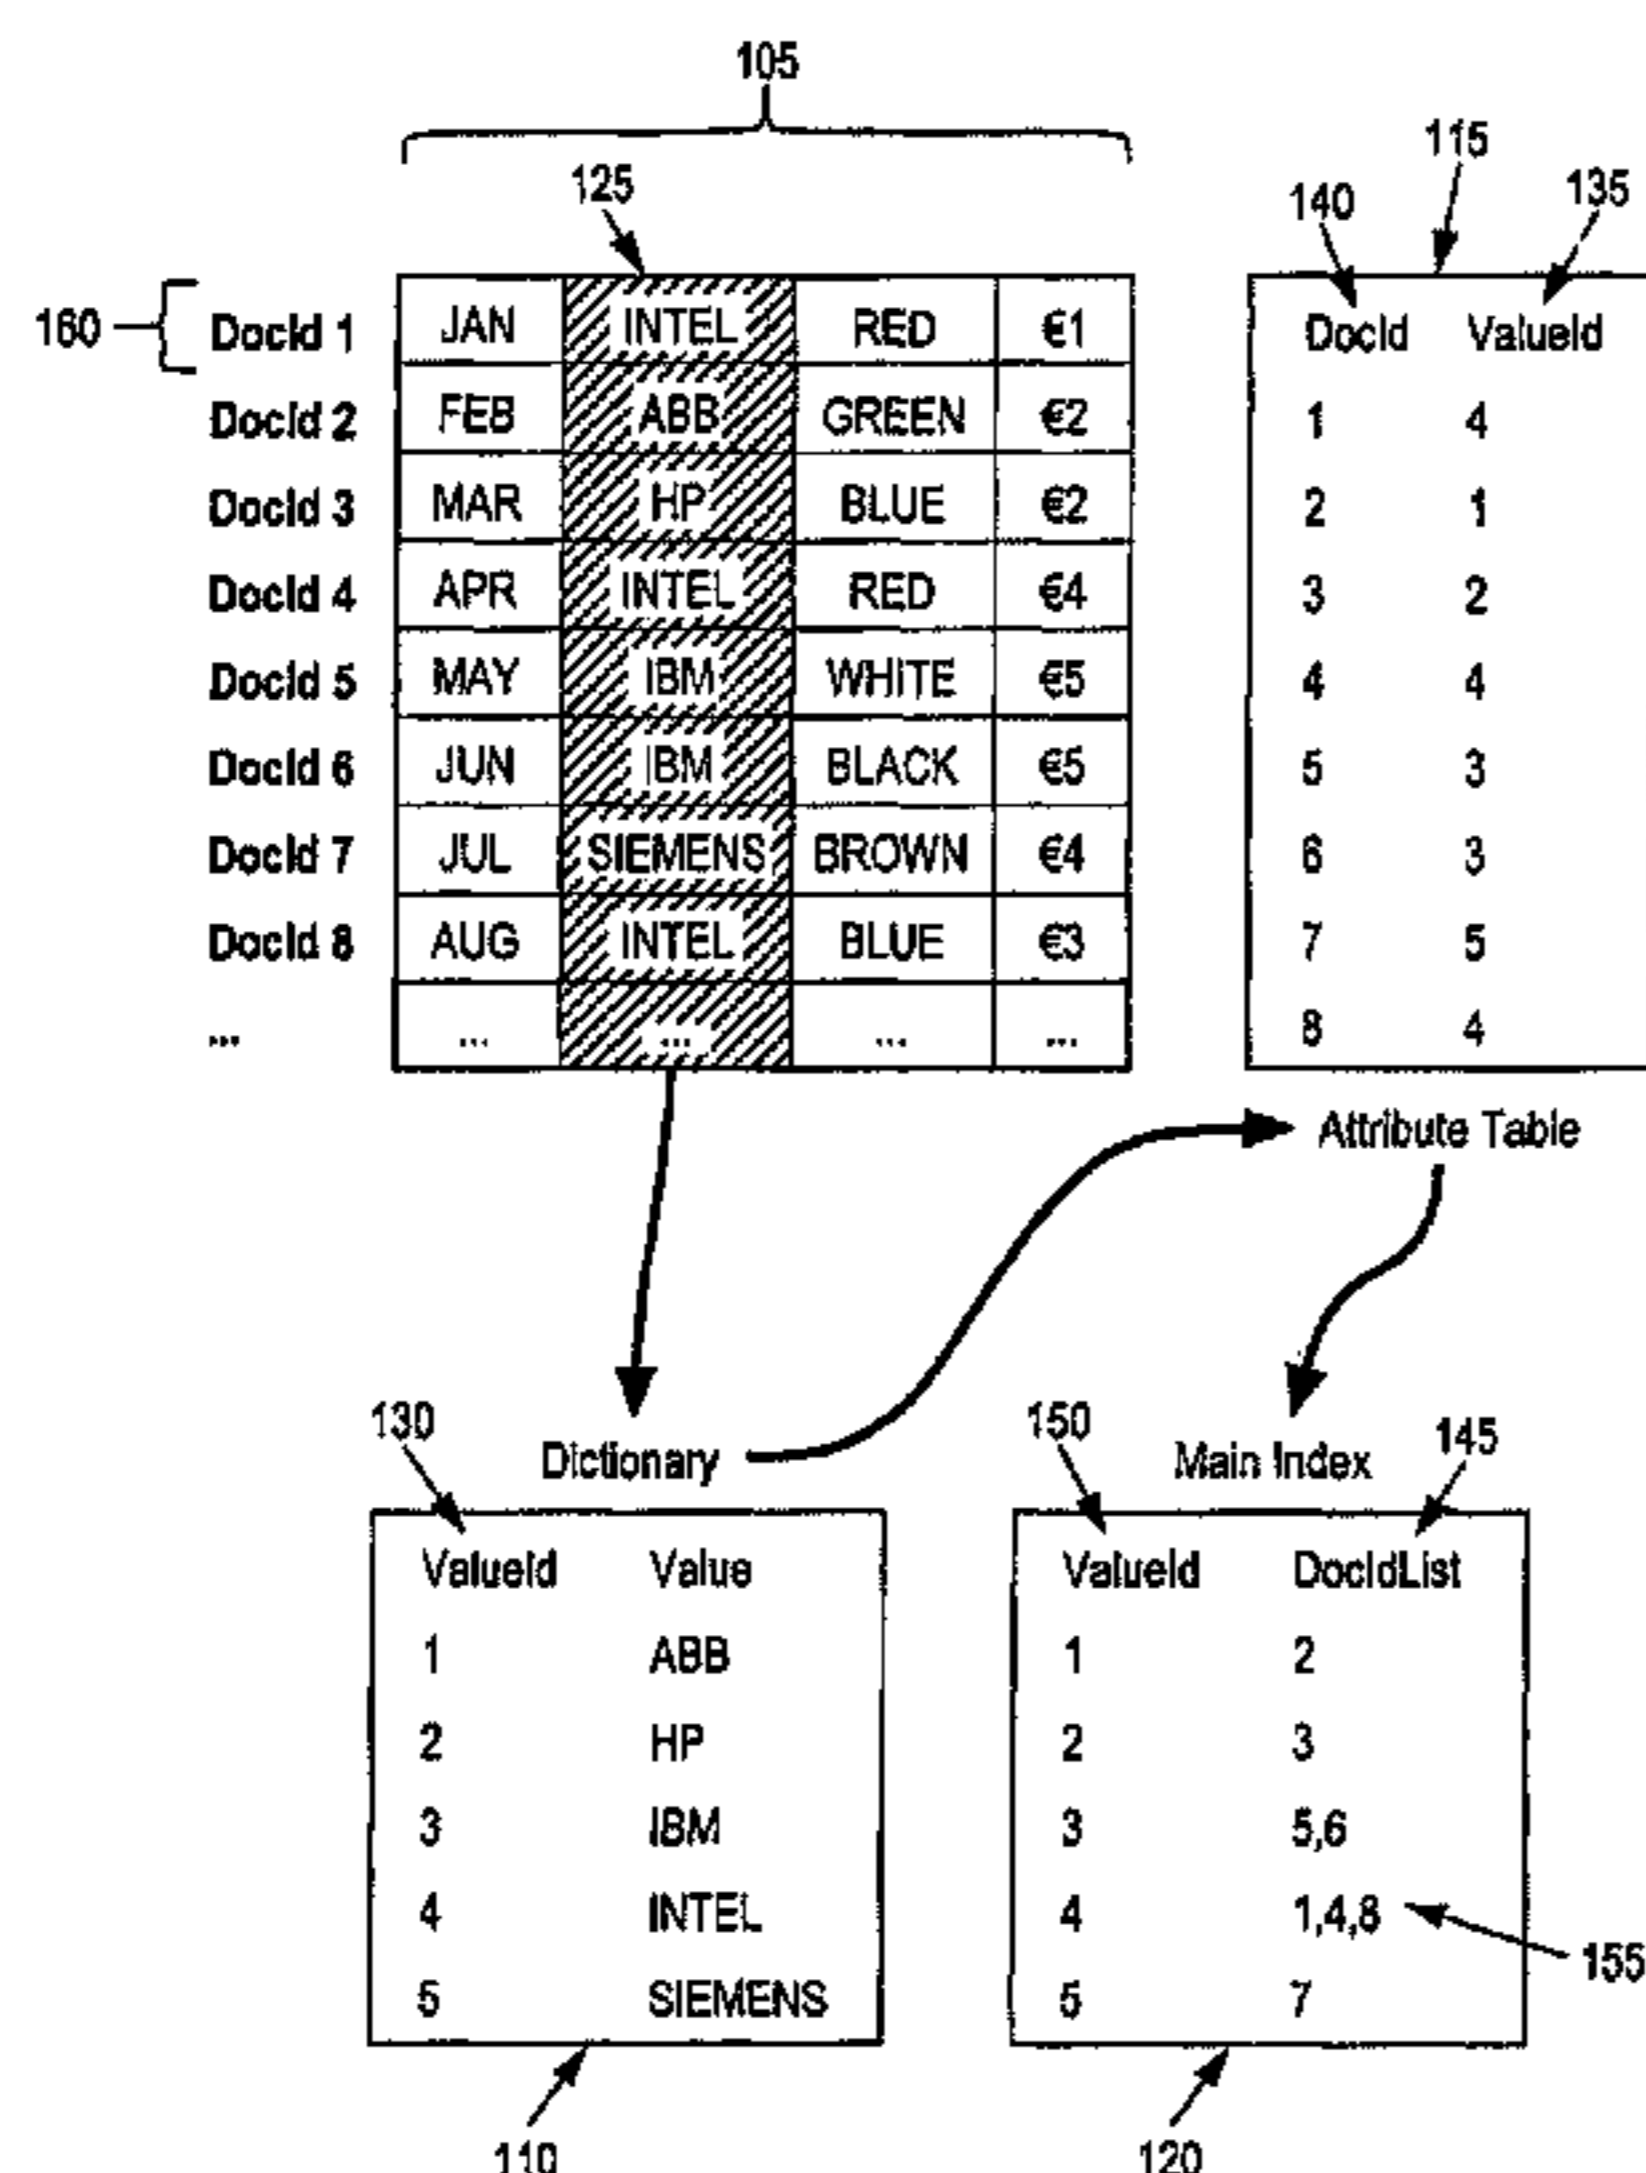 105
125
115
140
135
160
DocId 1 JAN INTEL RED €1
DocId 2 FEB ABB GREEN €2
DocId 3 MAR HP BLUE €2
DocId 4 APR INTEL RED €4
DocId 5 MAY IBM WHITE €5
DocId 6 JUN IBM BLACK €5
DocId 7 JUL SIEMENS BROWN €4
DocId 8 AUG INTEL BLUE €3
... ... ... ... ...
DocId ValueId
1 4
2 1
3 2
4 4
5 3
6 3
7 5
8 4
Attribute Table
130
Dictionary
ValueId Value
1 ABB
2 HP
3 IBM
4 INTEL
5 SIEMENS
110
150
Main Index
145
ValueId DocIdList
1 2
2 3
3 5,6
4 1,4,8
5 7
155
120